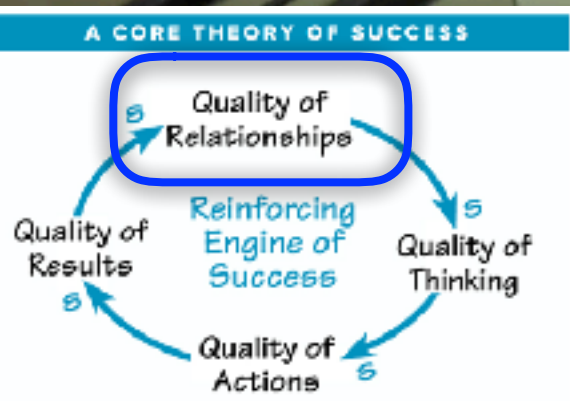 A CORE THEORY OF SUCCESS
Quality of
Relationships
S
S
Reinforcing
Engine of
Success
Quality of
Results
Quality of
Thinking
S
Quality of
Actions
S